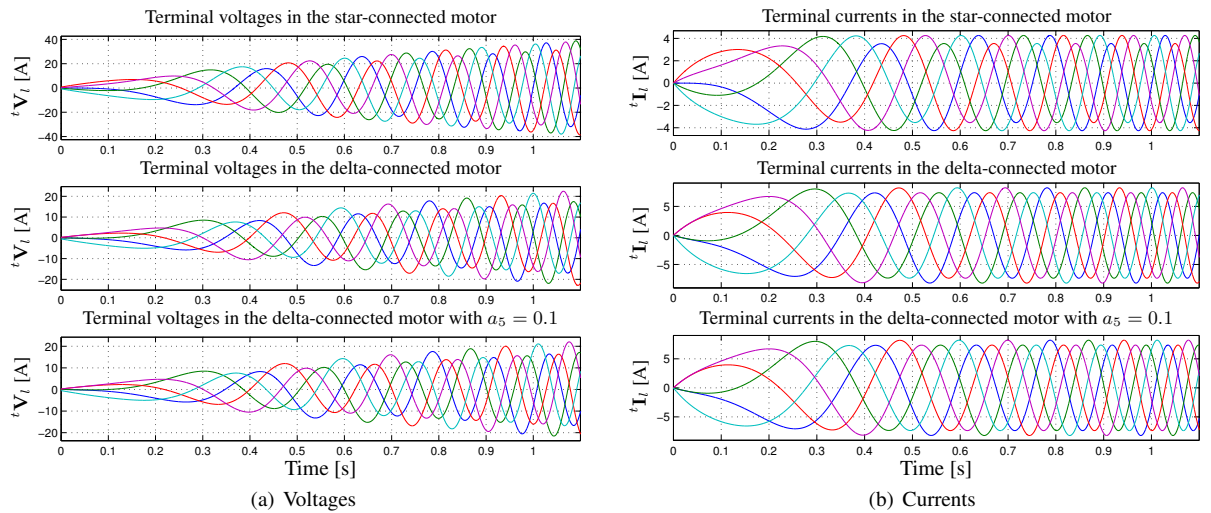 Terminal voltages in the star-connected motor
40
20
0
−20
−40
ᵗV_l [A]
0 0.1 0.2 0.3 0.4 0.5 0.6 0.7 0.8 0.9 1
Terminal voltages in the delta-connected motor
20
10
0
−10
−20
ᵗV_l [A]
0 0.1 0.2 0.3 0.4 0.5 0.6 0.7 0.8 0.9 1
Terminal voltages in the delta-connected motor with a₅ = 0.1
20
10
0
−10
−20
ᵗV_l [A]
0 0.1 0.2 0.3 0.4 0.5 0.6 0.7 0.8 0.9 1
Time [s]
(a) Voltages
Terminal currents in the star-connected motor
4
2
0
−2
−4
ᵗI_l [A]
0 0.1 0.2 0.3 0.4 0.5 0.6 0.7 0.8 0.9 1
Terminal currents in the delta-connected motor
5
0
−5
ᵗI_l [A]
0 0.1 0.2 0.3 0.4 0.5 0.6 0.7 0.8 0.9 1
Terminal currents in the delta-connected motor with a₅ = 0.1
5
0
−5
ᵗI_l [A]
0 0.1 0.2 0.3 0.4 0.5 0.6 0.7 0.8 0.9 1
Time [s]
(b) Currents